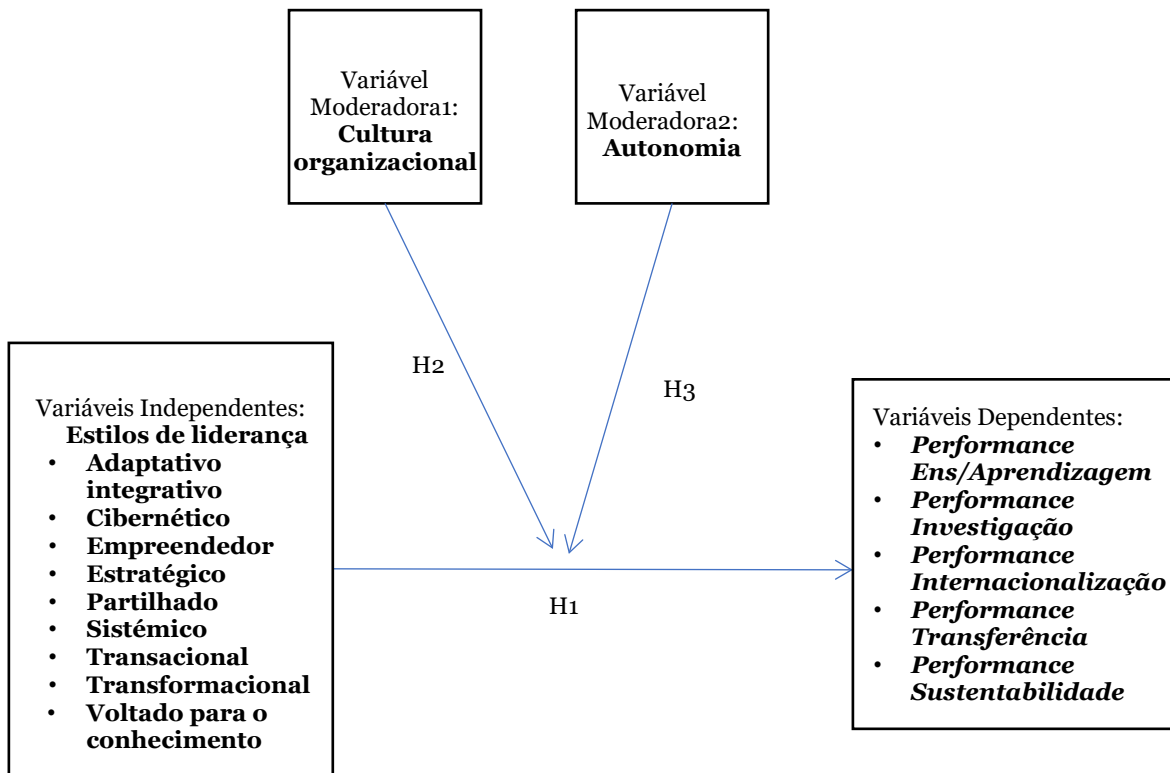 Variável
Moderadora1:
Cultura
organizacional
Variável
Moderadora2:
Autonomia
H2
H3
Variáveis Independentes:
Estilos de liderança
• Adaptativo
integrativo
• Cibernético
• Empreendedor
• Estratégico
• Partilhado
• Sistémico
• Transacional
• Transformacional
• Voltado para o
conhecimento
H1
Variáveis Dependentes:
• Performance
Ens/Aprendizagem
• Performance
Investigação
• Performance
Internacionalização
• Performance
Transferência
• Performance
Sustentabilidade